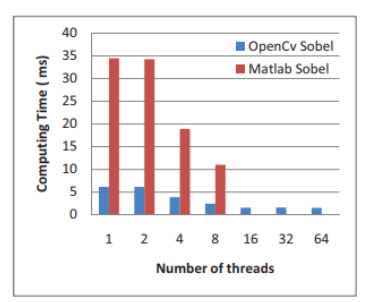 40
35
30
25
20
15
10
5
0
Computing Time ( ms)
OpenCv Sobel
Matlab Sobel
1 2 4 8 16 32 64
Number of threads